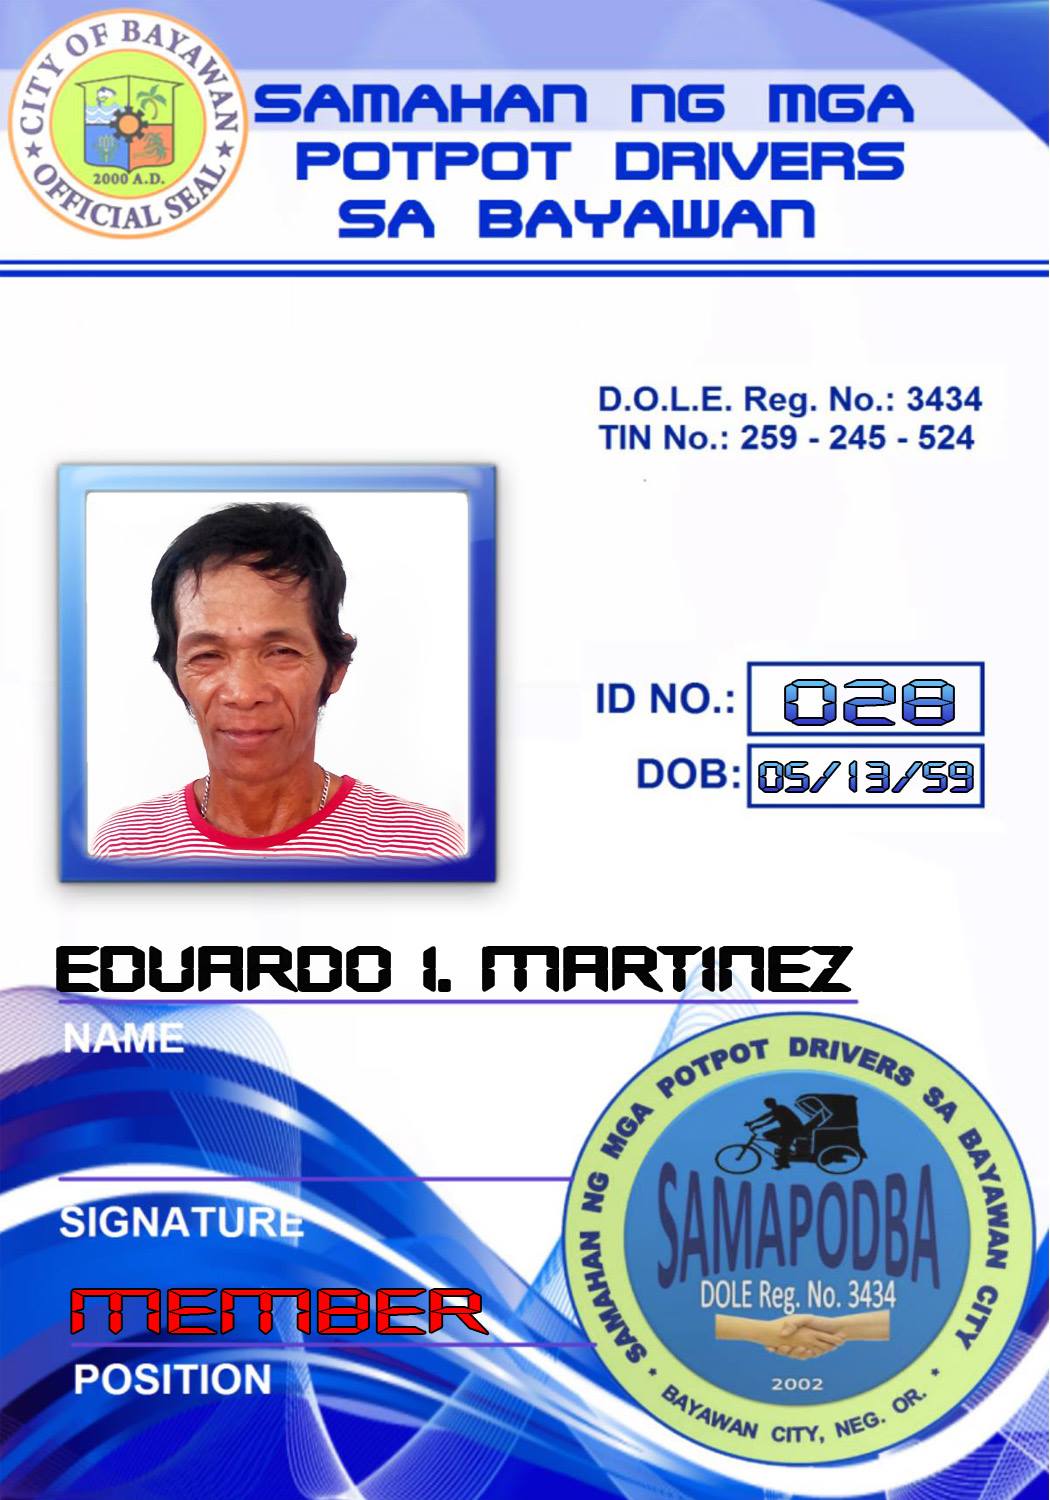 CITY OF BAYAWAN
2000 A.D.
★ OFFICIAL SEAL ★
SAMAHAN NG MGA
POTPOT DRIVERS
SA BAYAWAN
D.O.L.E. Reg. No.: 3434
TIN No.: 259 - 245 - 524
ID NO.: 028
DOB: 05/13/59
EDUARDO I. MARTINEZ
NAME
SIGNATURE
MEMBER
POSITION
SAMAHAN NG MGA POTPOT DRIVERS SA BAYAWAN CITY
SAMAPODBA
DOLE Reg. No. 3434
2002
* BAYAWAN CITY, NEG. OR. *